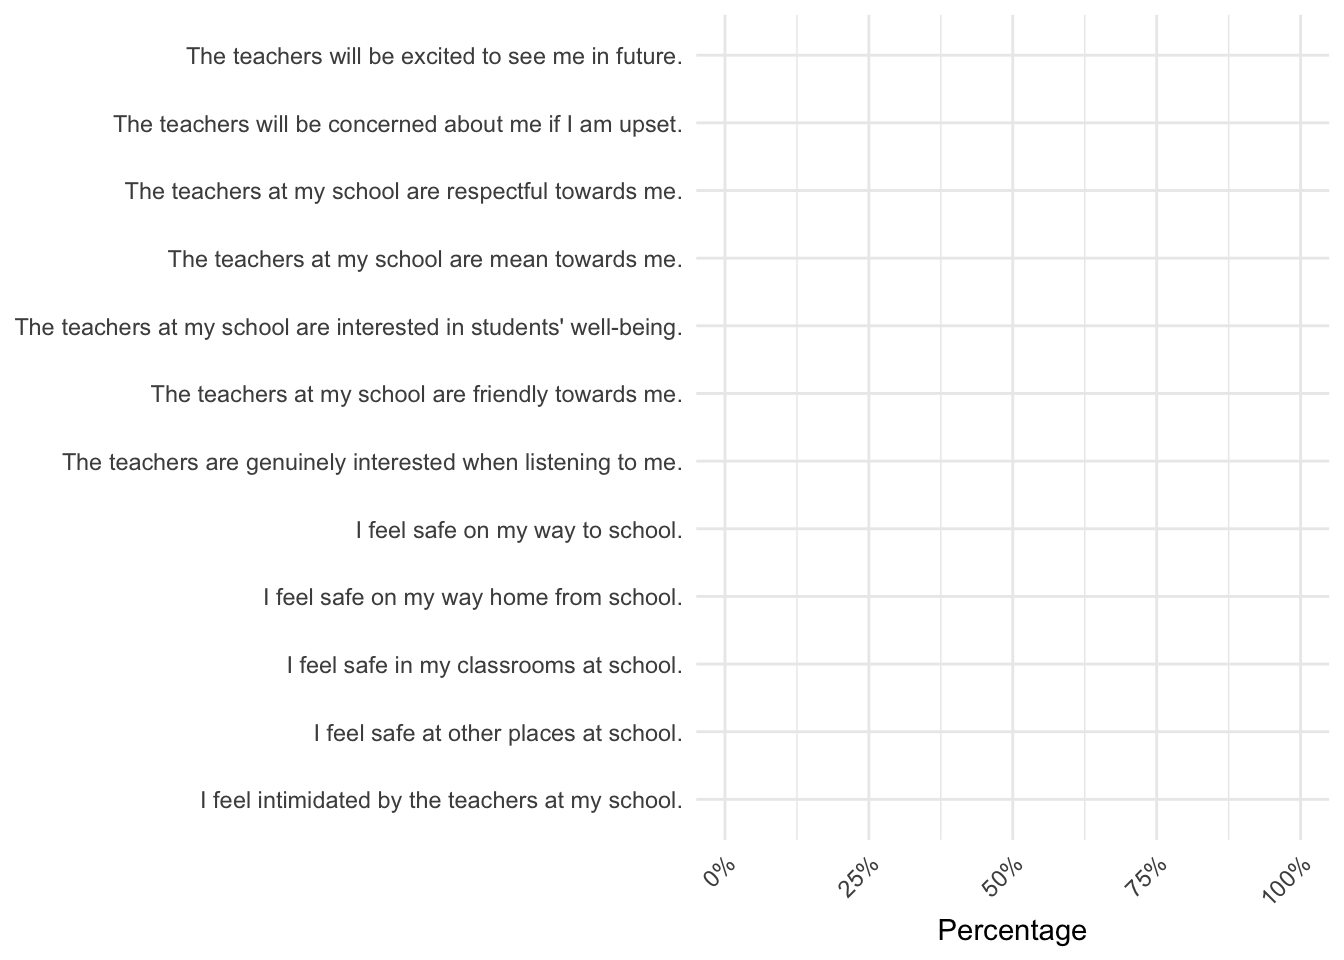 The teachers will be excited to see me in future.
The teachers will be concerned about me if I am upset.
The teachers at my school are respectful towards me.
The teachers at my school are mean towards me.
The teachers at my school are interested in students' well-being.
The teachers at my school are friendly towards me.
The teachers are genuinely interested when listening to me.
I feel safe on my way to school.
I feel safe on my way home from school.
I feel safe in my classrooms at school.
I feel safe at other places at school.
I feel intimidated by the teachers at my school.
0% 25% 50% 75% 100%
Percentage